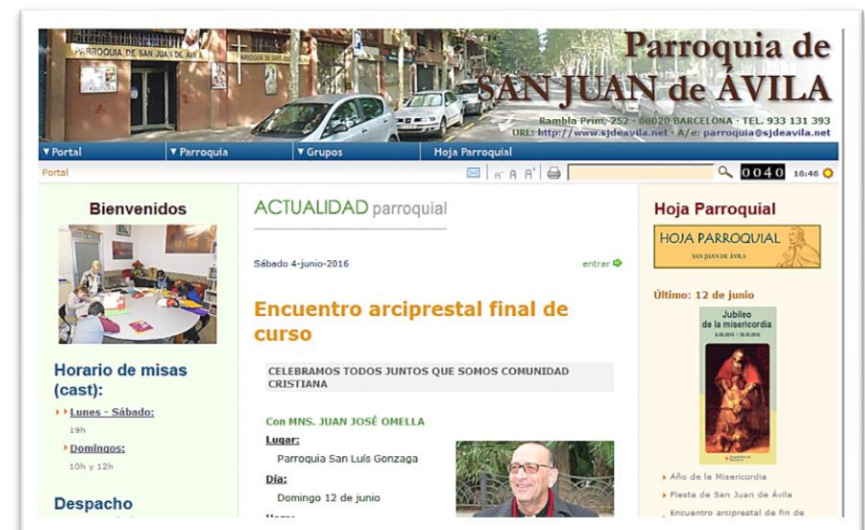 PARROQUIA DE SAN JUAN DE ÁVILA
Parroquia de
SAN JUAN de ÁVILA
Rambla Prim, 252 - 08020 BARCELONA - TEL. 933 131 393
URL: http://www.sjdeavila.net - A/e: parroquia@sjdeavila.net
▼ Portal ▼ Parroquia ▼ Grupos Hoja Parroquial
Portal
A- A A+
0040 16:46
Bienvenidos
Horario de misas
(cast):
Lunes - Sábado:
19h
Domingos:
10h y 12h
Despacho
ACTUALIDAD parroquial
Sábado 4-junio-2016 entrar
Encuentro arciprestal final de
curso
CELEBRAMOS TODOS JUNTOS QUE SOMOS COMUNIDAD
CRISTIANA
Con MNS. JUAN JOSÉ OMELLA
Lugar:
Parroquia San Luís Gonzaga
Día:
Domingo 12 de junio
Hoja Parroquial
HOJA PARROQUIAL
SAN JUAN DE ÁVILA
Último: 12 de junio
Jubileo
de la misericordia
Año de la Misericordia
Fiesta de San Juan de Ávila
Encuentro arciprestal de fin de